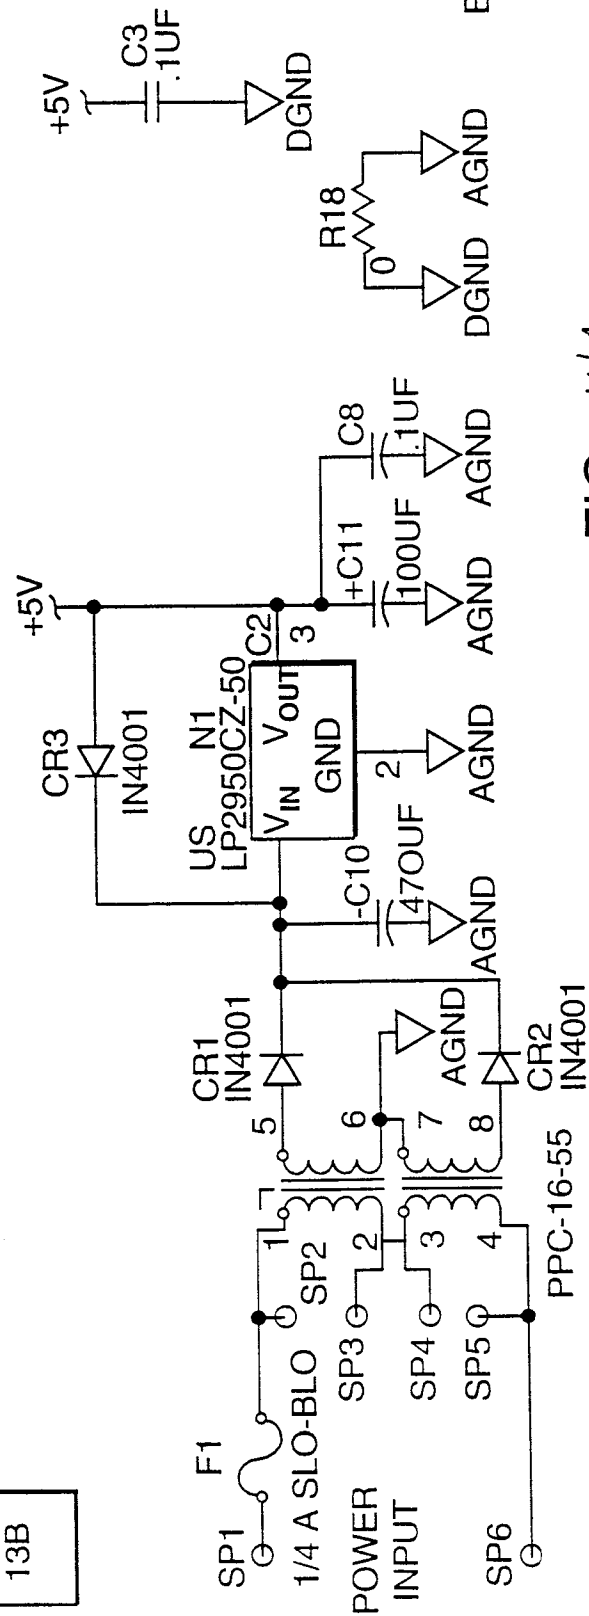 13B
SP1
F1
1/4 A SLO-BLO
POWER
INPUT
SP6
SP2
SP3
SP4
SP5
1
2
3
4
PPC-16-55
5
6
7
8
CR1
IN4001
AGND
CR2
IN4001
-C10
470UF
AGND
CR3
IN4001
US
N1
LP2950CZ-50
VIN
VOUT
GND
C2
3
2
AGND
+5V
+C11
100UF
AGND
C8
.1UF
AGND
R18
0
DGND
AGND
+5V
C3
.1UF
DGND